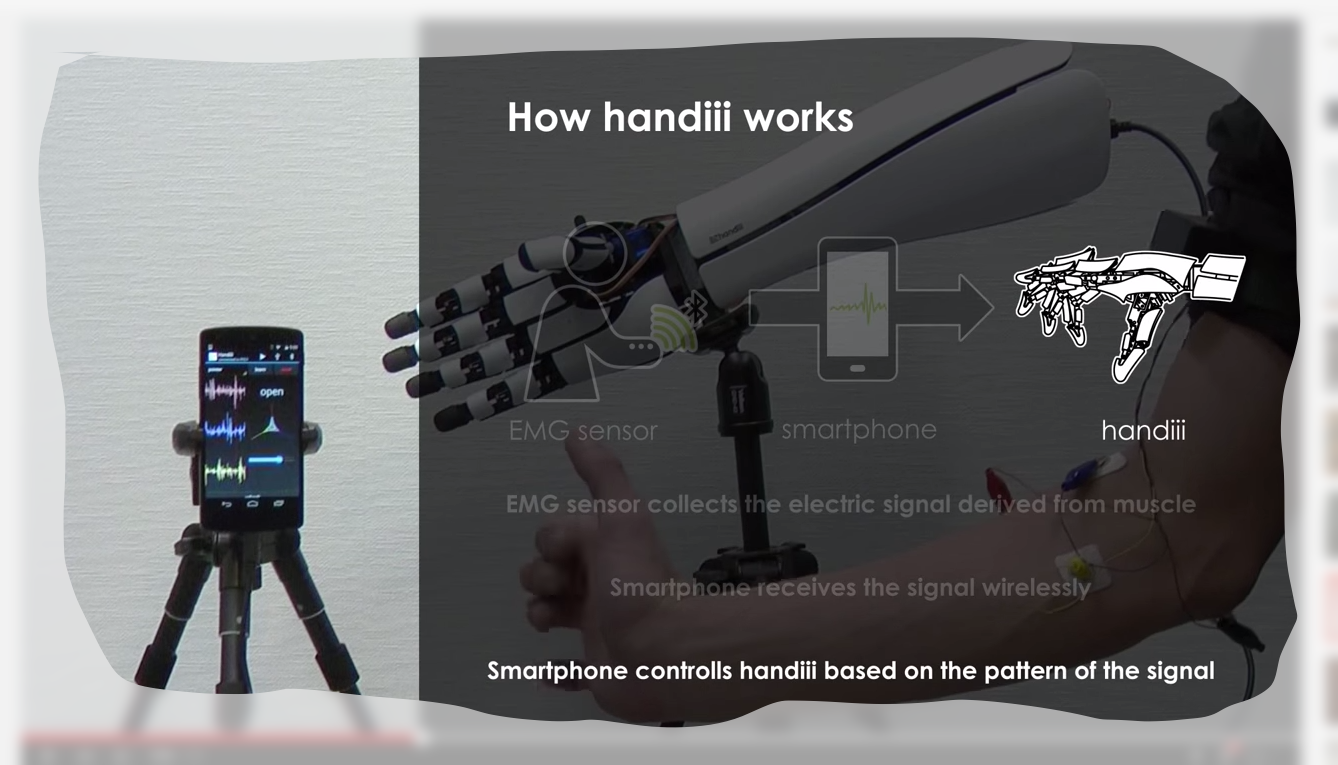 How handiii works
open
EMG sensor
smartphone
handiii
EMG sensor collects the electric signal derived from muscle
Smartphone receives the signal wirelessly
Smartphone controlls handiii based on the pattern of the signal